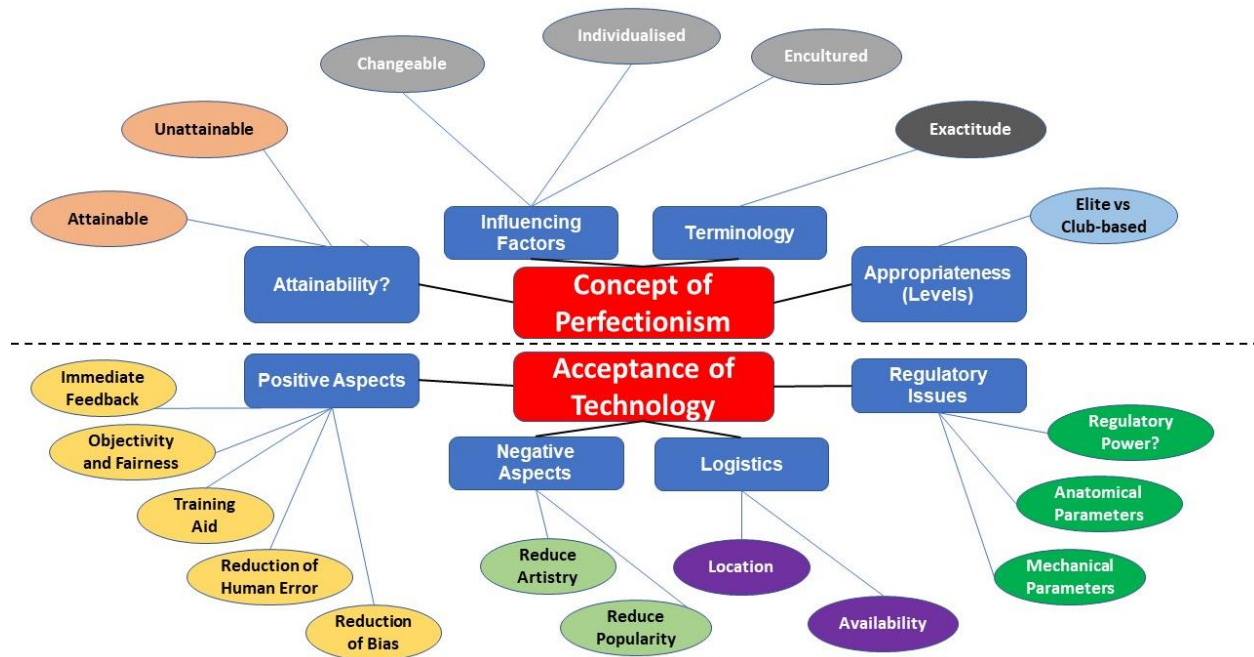 Individualised
Changeable
Encultured
Unattainable
Exactitude
Attainable
Elite vs
Club-based
Influencing
Factors
Terminology
Attainability?
Concept of
Perfectionism
Appropriateness
(Levels)
Immediate
Feedback
Positive Aspects
Acceptance of
Technology
Regulatory
Issues
Objectivity
and Fairness
Negative
Aspects
Logistics
Regulatory
Power?
Training
Aid
Anatomical
Parameters
Reduction of
Human Error
Reduce
Artistry
Location
Mechanical
Parameters
Reduction
of Bias
Reduce
Popularity
Availability